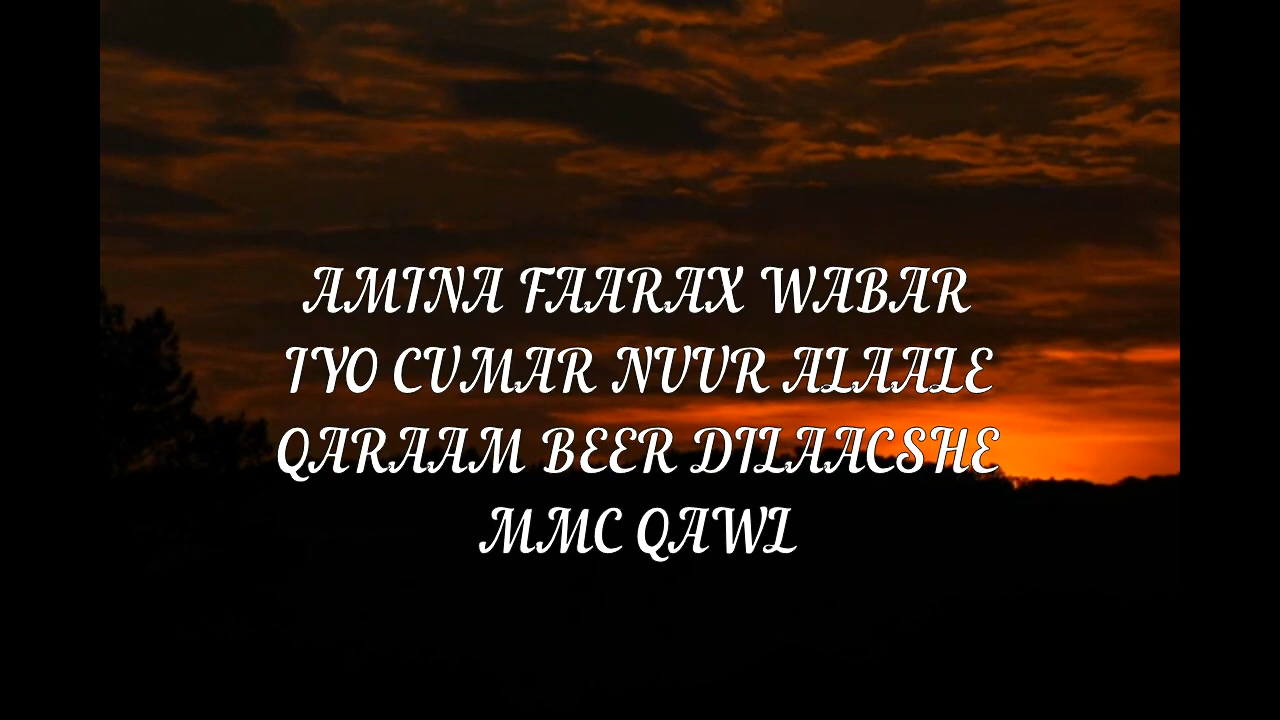 AMINA FAARAX WABAR
IYO CUMAR NUUR ALAALE
QARAAM BEER DILAACSHE
MMC QAWL